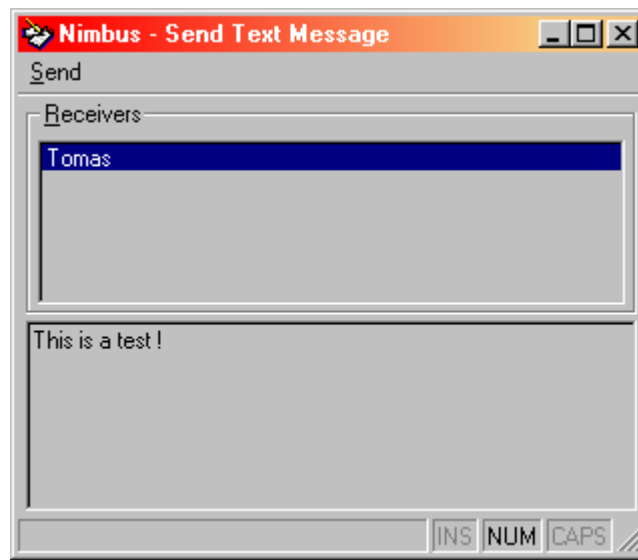 Nimbus - Send Text Message
Send
Receivers
Tomas
This is a test !
INS NUM CAPS